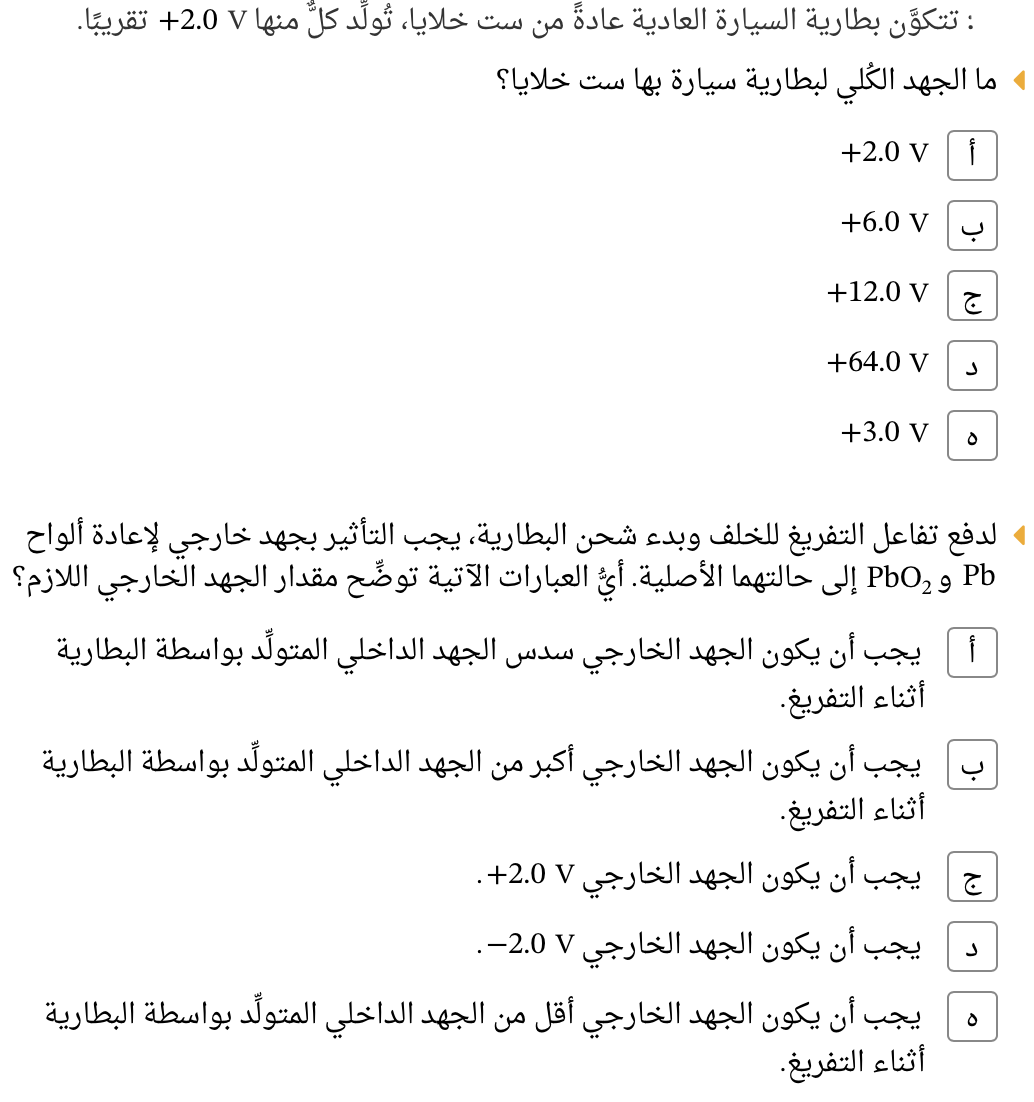 : تتكوَّن بطارية السيارة العادية عادةً من ست خلايا، تُولِّد كلٌّ منها +2.0 V تقريبًا.
ما الجهد الكُلي لبطارية سيارة بها ست خلايا؟
أ +2.0 V
ب +6.0 V
ج +12.0 V
د +64.0 V
ه +3.0 V
لدفع تفاعل التفريغ للخلف وبدء شحن البطارية، يجب التأثير بجهد خارجي لإعادة ألواح
Pb و PbO₂ إلى حالتهما الأصلية. أيُّ العبارات الآتية توضِّح مقدار الجهد الخارجي اللازم؟
أ يجب أن يكون الجهد الخارجي سدس الجهد الداخلي المتولِّد بواسطة البطارية
أثناء التفريغ.
ب يجب أن يكون الجهد الخارجي أكبر من الجهد الداخلي المتولِّد بواسطة البطارية
أثناء التفريغ.
ج يجب أن يكون الجهد الخارجي +2.0 V.
د يجب أن يكون الجهد الخارجي −2.0 V.
ه يجب أن يكون الجهد الخارجي أقل من الجهد الداخلي المتولِّد بواسطة البطارية
أثناء التفريغ.